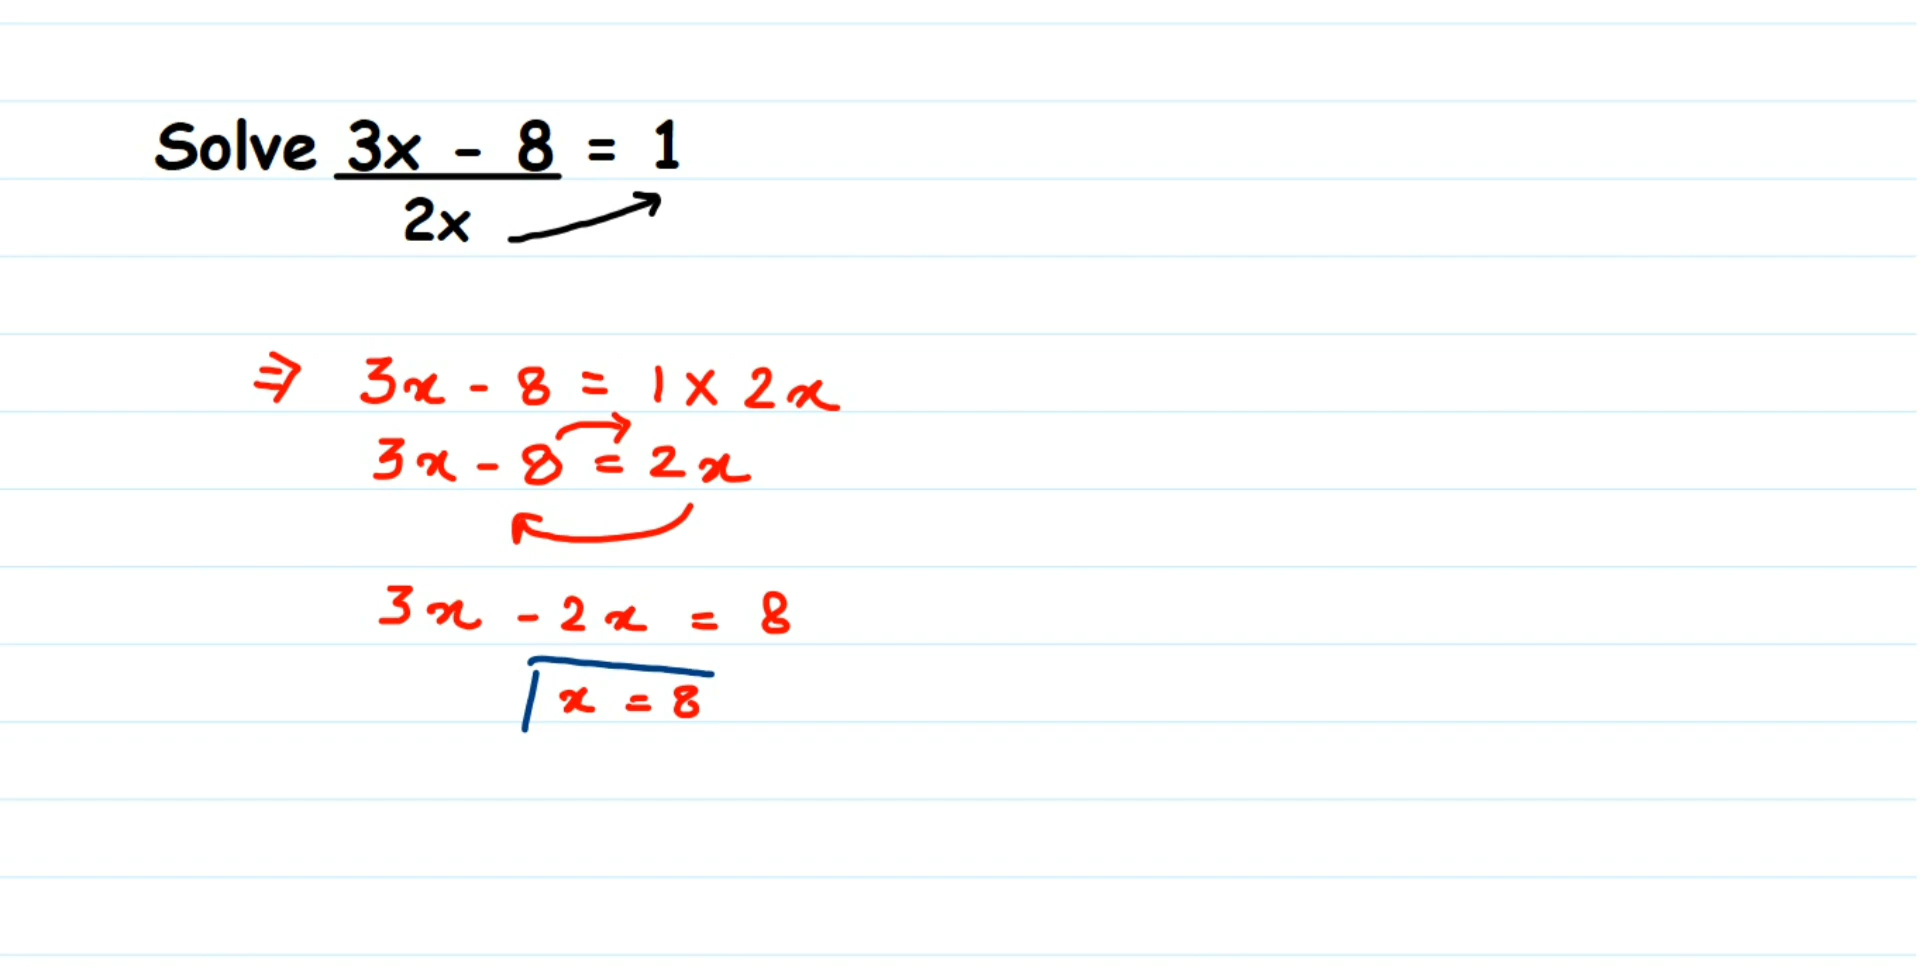 Solve 3x - 8 = 1
2x
⇒ 3x - 8 = 1 × 2x
3x - 8 = 2x
3x - 2x = 8
x = 8